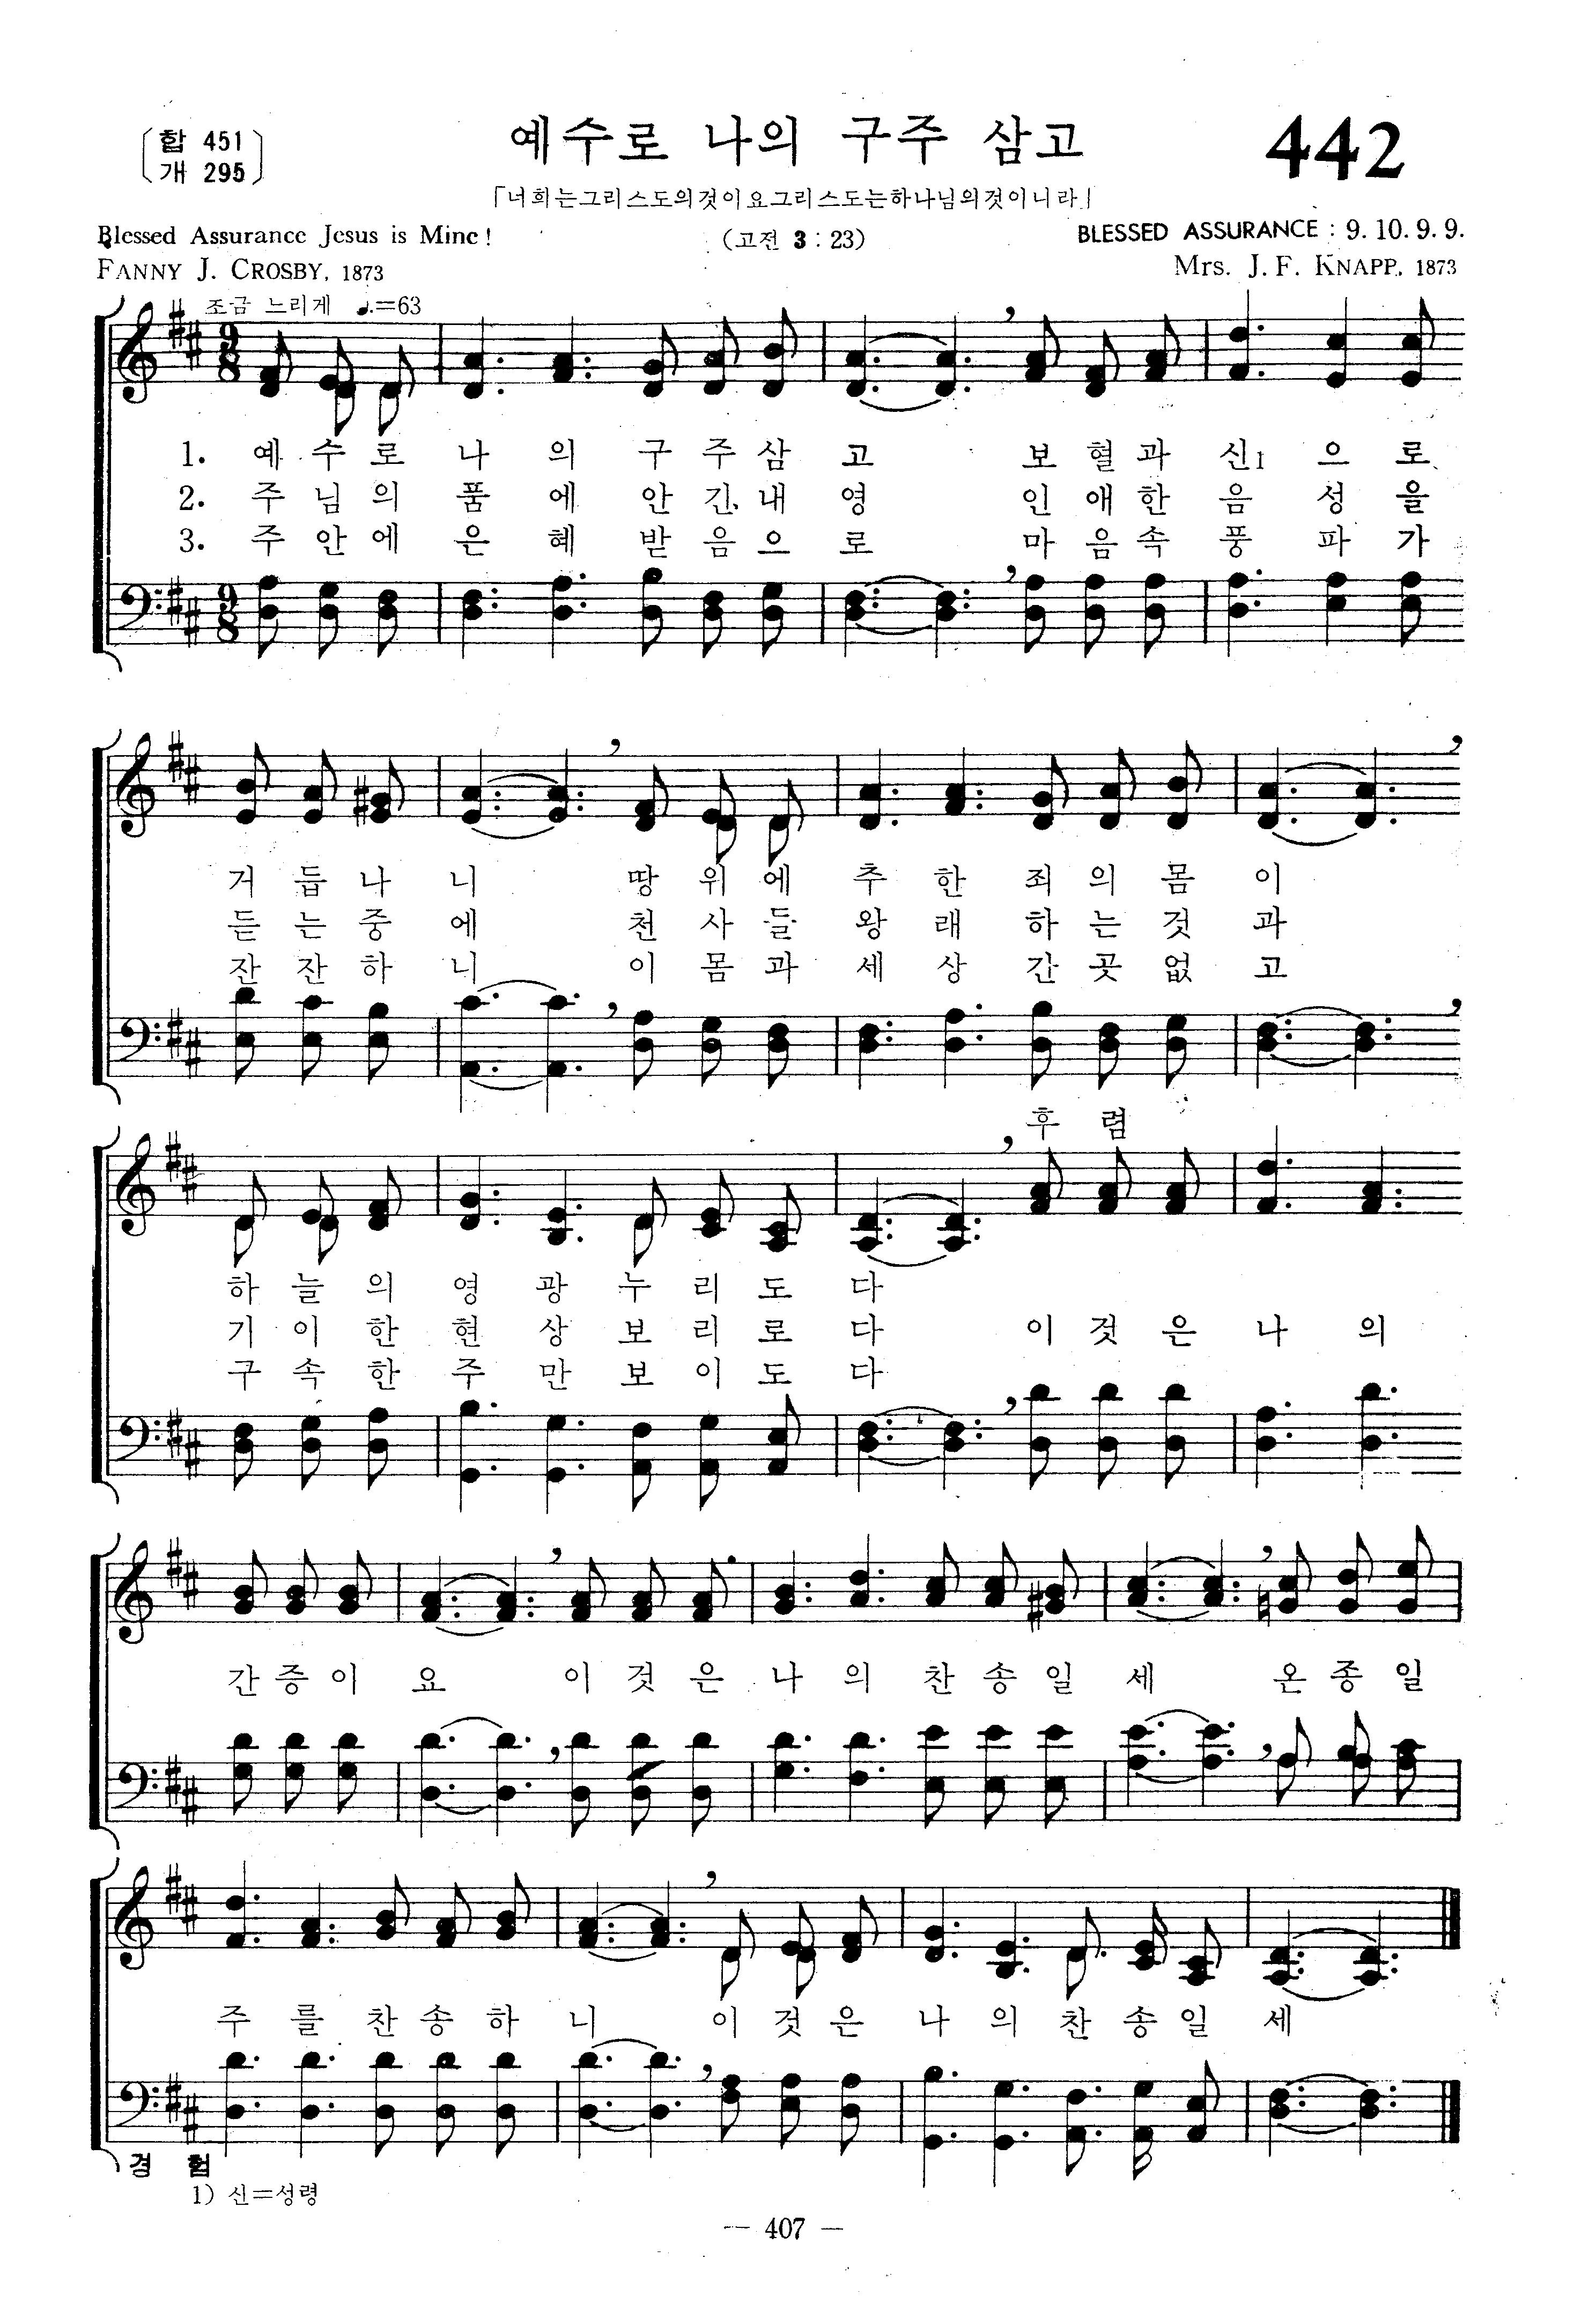 합 451
개 295
예수로 나의 구주 삼고
442
「너희는그리스도의것이요그리스도는하나님의것이니라」
Blessed Assurance Jesus is Mine!
(고전 3 : 23)
BLESSED ASSURANCE : 9. 10. 9. 9.
FANNY J. CROSBY, 1873
Mrs. J. F. KNAPP, 1873
조금 느리게 ♩.=63
1. 예 수 로 나 의 구 주 삼 고 보 혈 과 신1 으 로
2. 주 님 의 품 에 안 긴 내 영 인 애 한 음 성 을
3. 주 안 에 은 혜 받 음 으 로 마 음 속 풍 파 가
거 듭 나 니 땅 위 에 추 한 죄 의 몸 이
듣 는 중 에 천 사 들 왕 래 하 는 것 과
잔 잔 하 니 이 몸 과 세 상 간 곳 없 고
후 렴
하 늘 의 영 광 누 리 도 다
기 이 한 현 상 보 리 로 다 이 것 은 나 의
구 속 한 주 만 보 이 도 다
간 증 이 요 이 것 은 나 의 찬 송 일 세 온 종 일
주 를 찬 송 하 니 이 것 은 나 의 찬 송 일 세
경 험
1) 신=성령
— 407 —